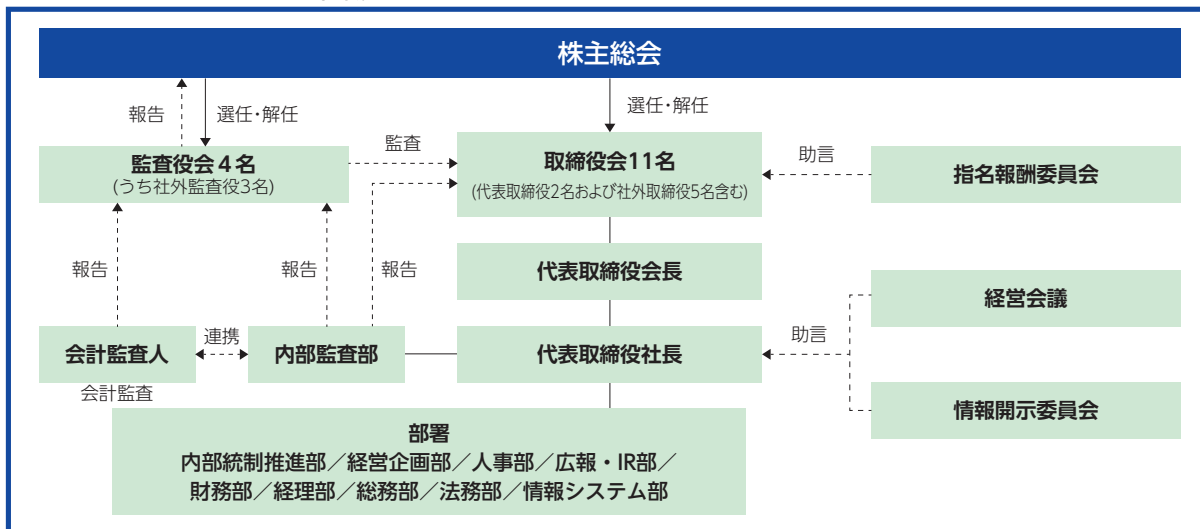 株主総会
報告
選任・解任
選任・解任
監査役会4名
(うち社外監査役3名)
監査
取締役会11名
(代表取締役2名および社外取締役5名含む)
助言
指名報酬委員会
報告
報告
報告
代表取締役会長
経営会議
会計監査人
連携
内部監査部
代表取締役社長
助言
会計監査
情報開示委員会
部署
内部統制推進部／経営企画部／人事部／広報・IR部／
財務部／経理部／総務部／法務部／情報システム部